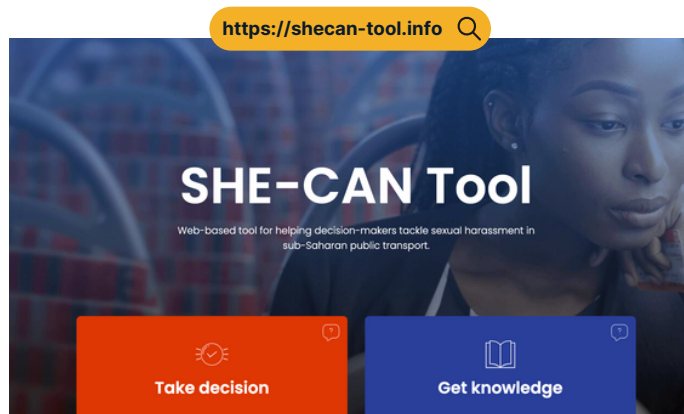 https://shecan-tool.info
SHE-CAN Tool
Web-based tool for helping decision-makers tackle sexual harassment in
sub-Saharan public transport.
?
?
Take decision
Get knowledge